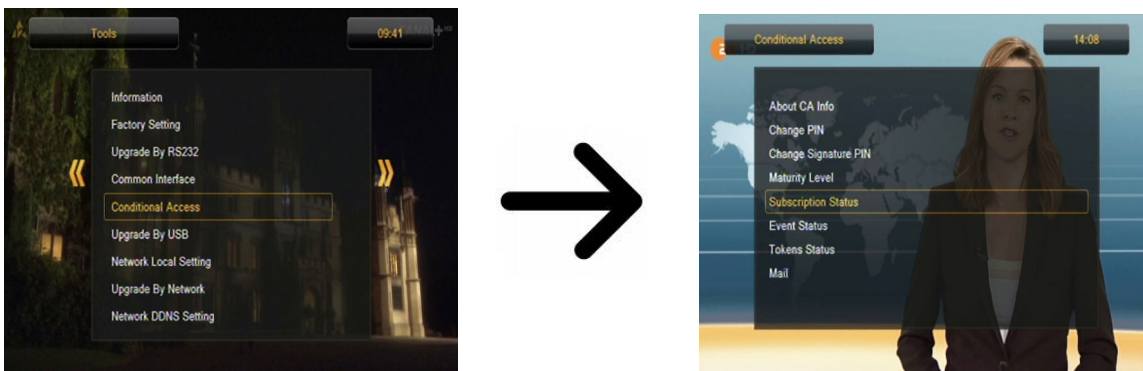 Tools
09:41
Information
Factory Setting
Upgrade By RS232
Common Interface
Conditional Access
Upgrade By USB
Network Local Setting
Upgrade By Network
Network DDNS Setting
Conditional Access
14:08
About CA Info
Change PIN
Change Signature PIN
Maturity Level
Subscription Status
Event Status
Tokens Status
Mail